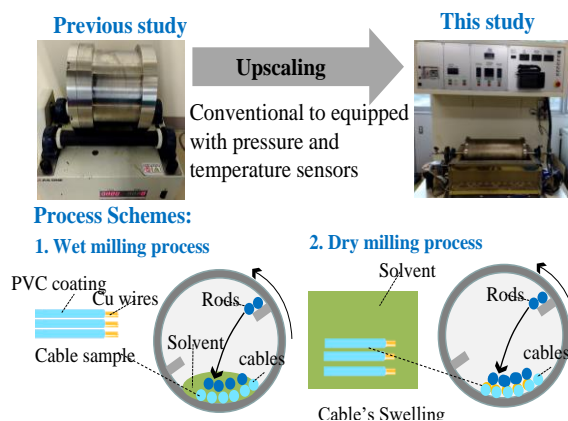 Previous study
This study
Upscaling
Conventional to equipped
with pressure and
temperature sensors
Process Schemes:
1. Wet milling process
2. Dry milling process
PVC coating
Cu wires
Cable sample
Rods
Solvent
cables
Solvent
Rods
cables
Cable's Swelling